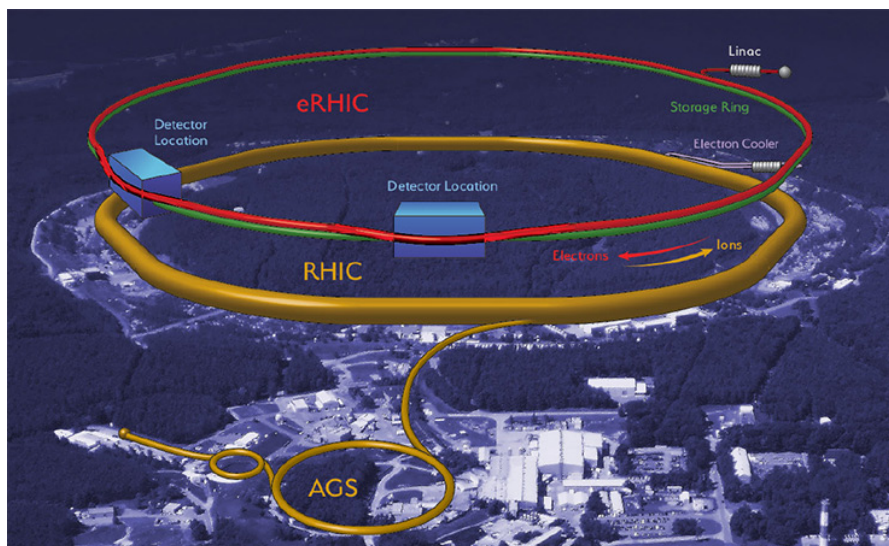 Linac
eRHIC
Storage Ring
Detector
Location
Electron Cooler
Detector Location
Ions
Electrons
RHIC
AGS